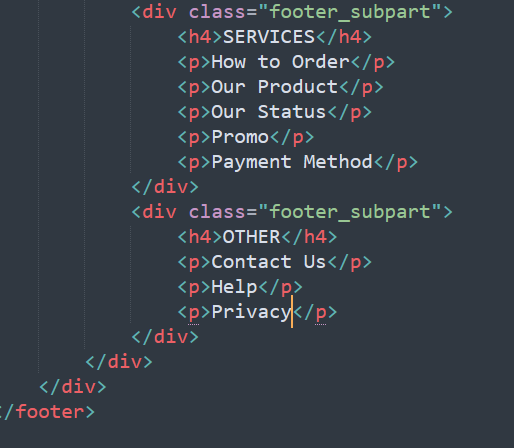 <div class="footer_subpart">
<h4>SERVICES</h4>
<p>How to Order</p>
<p>Our Product</p>
<p>Our Status</p>
<p>Promo</p>
<p>Payment Method</p>
</div>
<div class="footer_subpart">
<h4>OTHER</h4>
<p>Contact Us</p>
<p>Help</p>
<p>Privacy</p>
</div>
</div>
</div>
</footer>